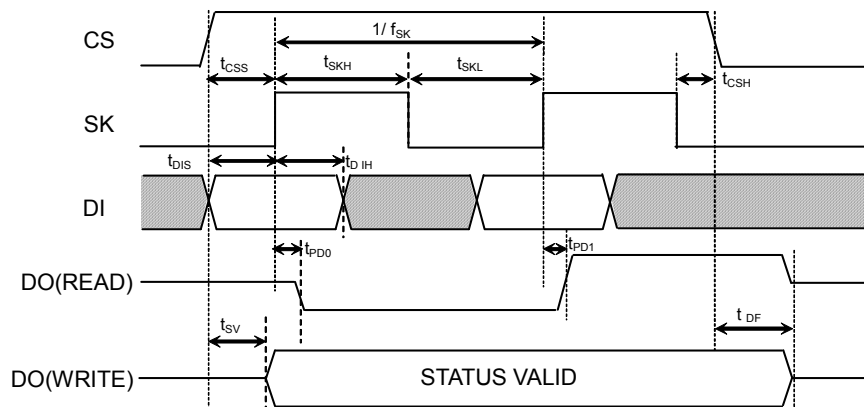 CS
1/ fSK
tCSS
tSKH
tSKL
tCSH
SK
tDIS
tD IH
DI
tPD0
tPD1
DO(READ)
tSV
t DF
DO(WRITE)
STATUS VALID